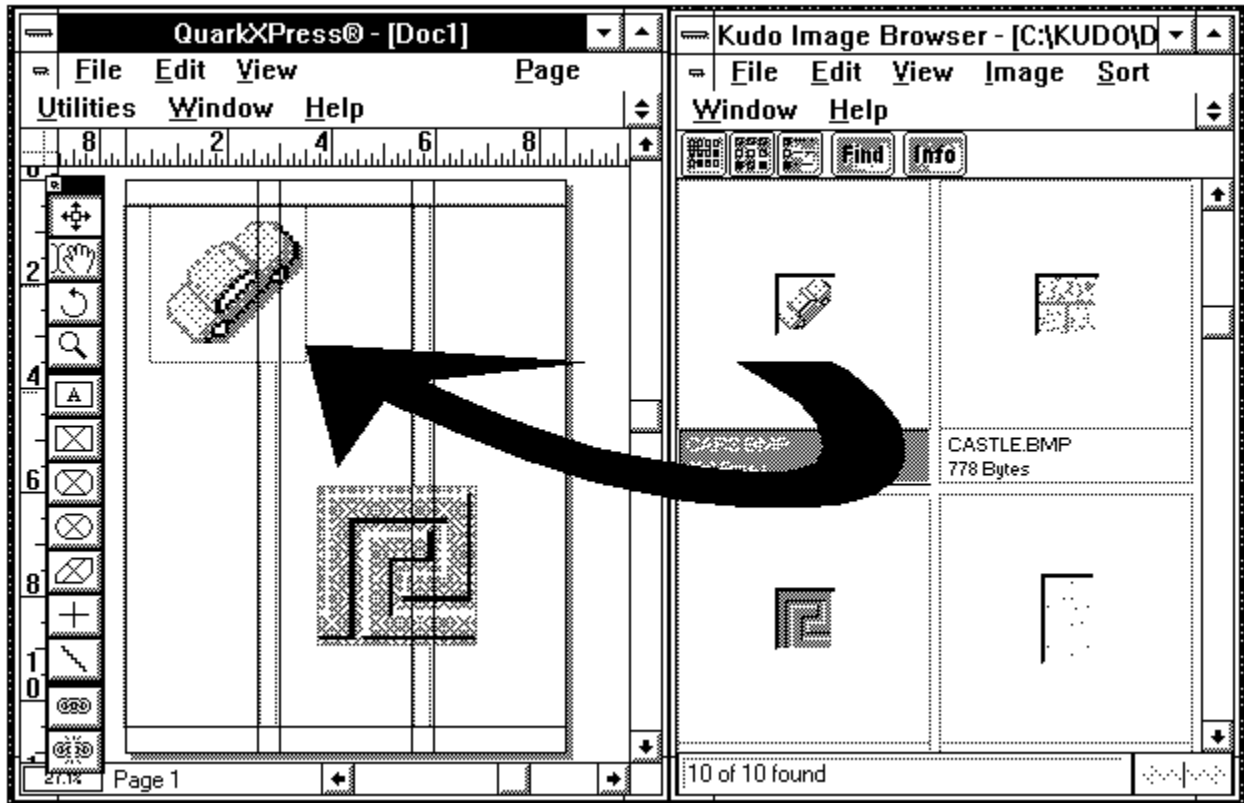 QuarkXPress® - [Doc1]
File Edit View Page
Utilities Window Help
8 2 4 6 8
0
2
4
6
8
1
0
A
27.1% Page 1
Kudo Image Browser - [C:\KUDO\D
File Edit View Image Sort
Window Help
Find Info
CASTLE.BMP
778 Bytes
10 of 10 found